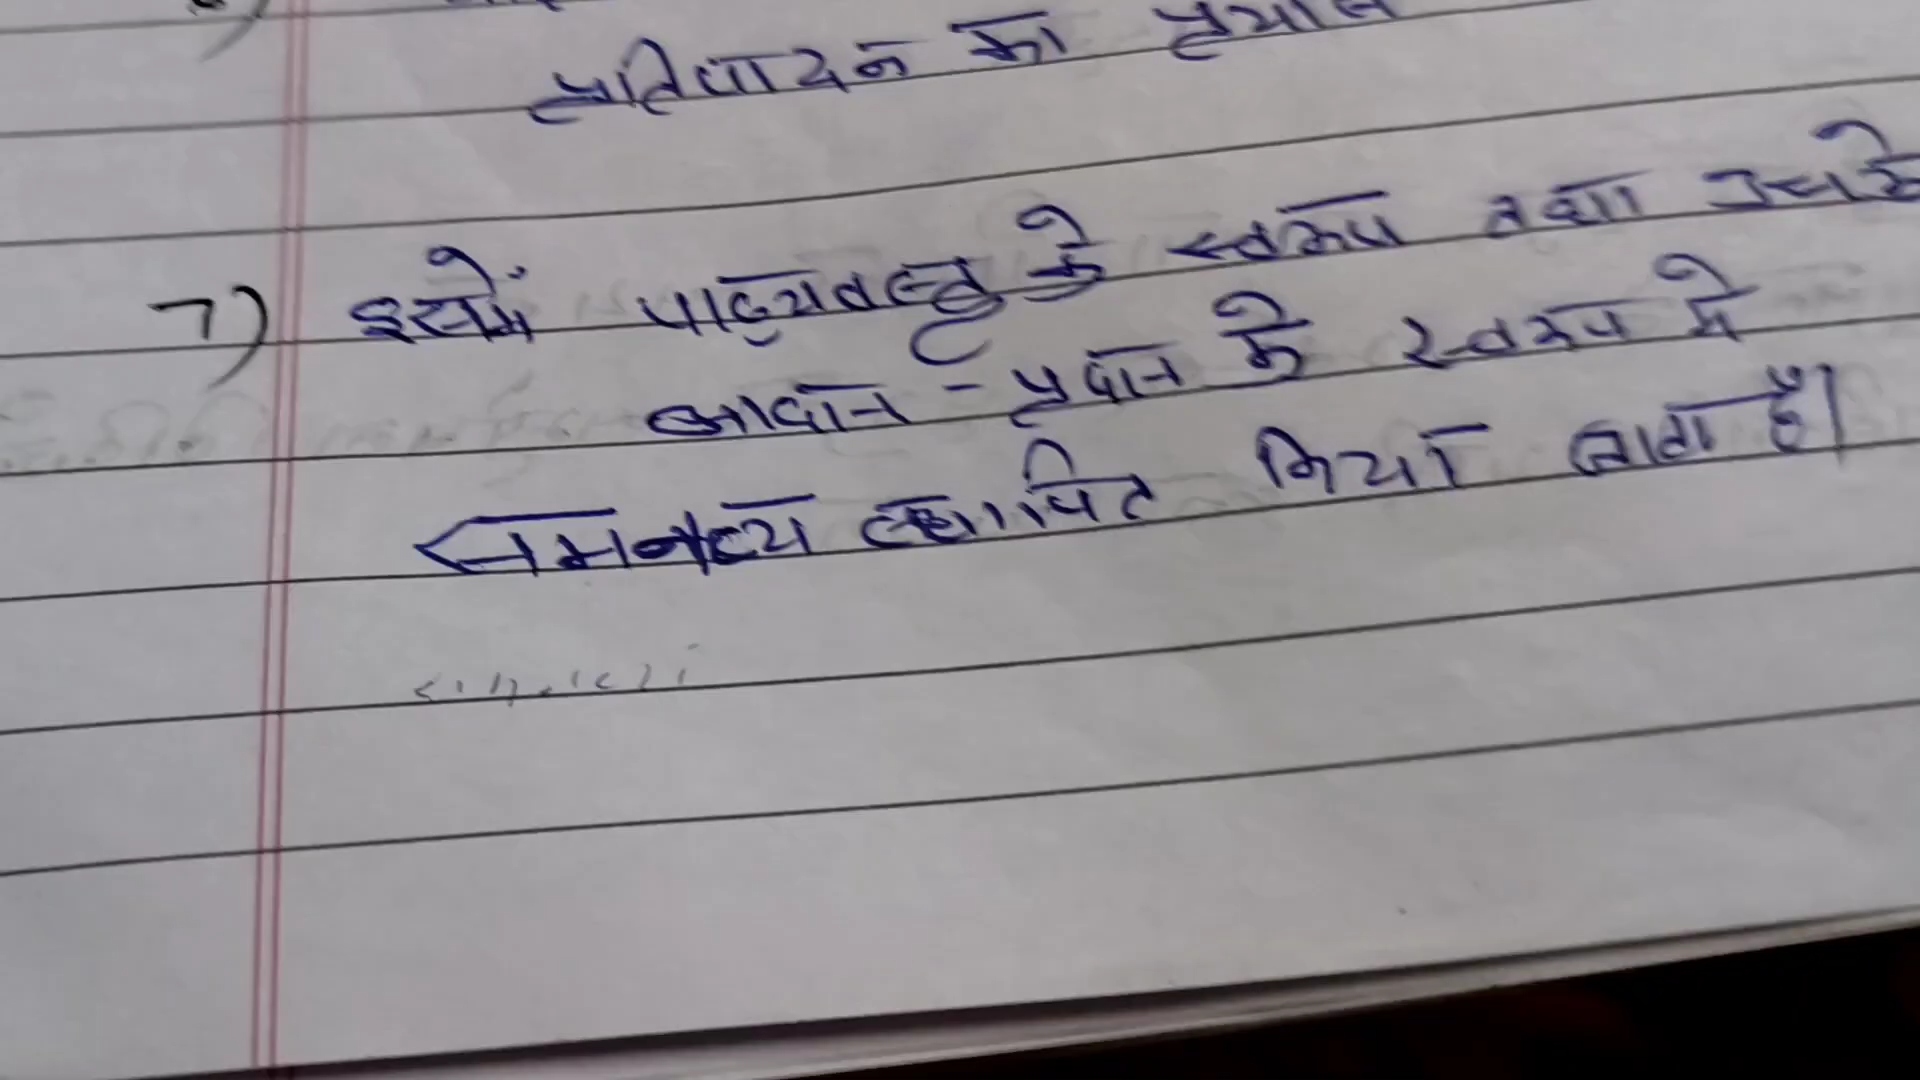 प्रतिपादन का प्रयास
7) इसमें पाठ्यवस्तु के स्वरूप तथा उसके
आदान - प्रदान के स्वरूप मे
समन्वय स्थापित किया जाता है।